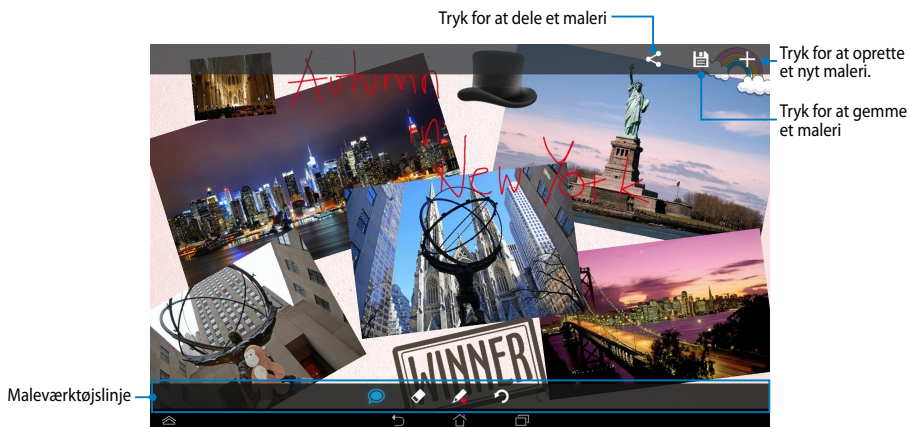 Tryk for at dele et maleri
Tryk for at oprette
et nyt maleri.
Tryk for at gemme
et maleri
Autumn
in
New York
WINNER
Maleværktøjslinje